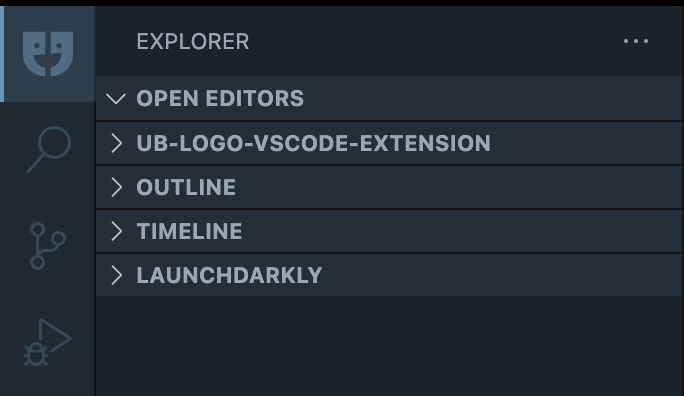 EXPLORER
OPEN EDITORS
UB-LOGO-VSCODE-EXTENSION
OUTLINE
TIMELINE
LAUNCHDARKLY